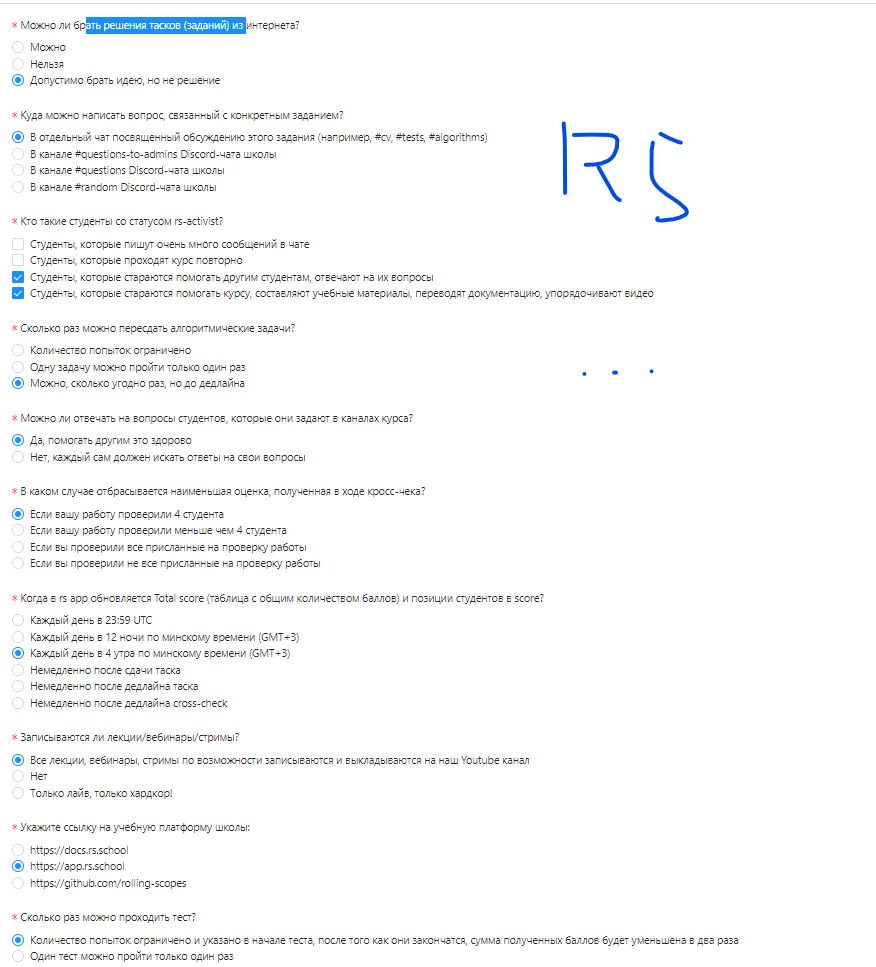 * Можно ли брать решения тасков (заданий) из интернета?
Можно
Нельзя
Допустимо брать идею, но не решение
* Куда можно написать вопрос, связанный с конкретным заданием?
В отдельный чат посвященный обсуждению этого задания (например, #cv, #tests, #algorithms)
В канале #questions-to-admins Discord-чата школы
В канале #questions Discord-чата школы
В канале #random Discord-чата школы
RS
* Кто такие студенты со статусом rs-activist?
Студенты, которые пишут очень много сообщений в чате
Студенты, которые проходят курс повторно
Студенты, которые стараются помогать другим студентам, отвечают на их вопросы
Студенты, которые стараются помогать курсу, составляют учебные материалы, переводят документацию, упорядочивают видео
* Сколько раз можно пересдать алгоритмические задачи?
Количество попыток ограничено
Одну задачу можно пройти только один раз
Можно, сколько угодно раз, но до дедлайна
. . .
* Можно ли отвечать на вопросы студентов, которые они задают в каналах курса?
Да, помогать другим это здорово
Нет, каждый сам должен искать ответы на свои вопросы
* В каком случае отбрасывается наименьшая оценка, полученная в ходе кросс-чека?
Если вашу работу проверили 4 студента
Если вашу работу проверили меньше чем 4 студента
Если вы проверили все присланные на проверку работы
Если вы проверили не все присланные на проверку работы
* Когда в rs app обновляется Total score (таблица с общим количеством баллов) и позиции студентов в score?
Каждый день в 23:59 UTC
Каждый день в 12 ночи по минскому времени (GMT+3)
Каждый день в 4 утра по минскому времени (GMT+3)
Немедленно после сдачи таска
Немедленно после дедлайна таска
Немедленно после дедлайна cross-check
* Записываются ли лекции/вебинары/стримы?
Все лекции, вебинары, стримы по возможности записываются и выкладываются на наш Youtube канал
Нет
Только лайв, только хардкор!
* Укажите ссылку на учебную платформу школы:
https://docs.rs.school
https://app.rs.school
https://github.com/rolling-scopes
* Сколько раз можно проходить тест?
Количество попыток ограничено и указано в начале теста, после того как они закончатся, сумма полученных баллов будет уменьшена в два раза
Один тест можно пройти только один раз